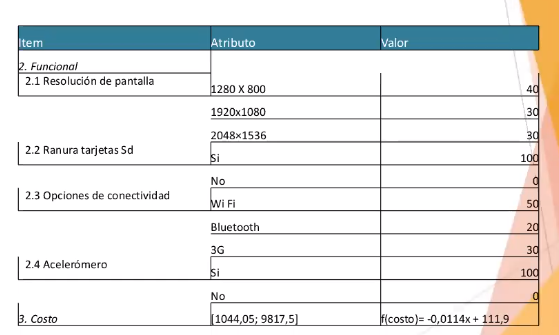 Item Atributo Valor
2. Funcional
2.1 Resolución de pantalla
1280 X 800 40
1920x1080 30
2048×1536 30
2.2 Ranura tarjetas Sd
Si 100
No 0
2.3 Opciones de conectividad
Wi Fi 50
Bluetooth 20
3G 30
2.4 Acelerómero
Si 100
No 0
3. Costo [1044,05; 9817,5] f(costo)= -0,0114x + 111,9